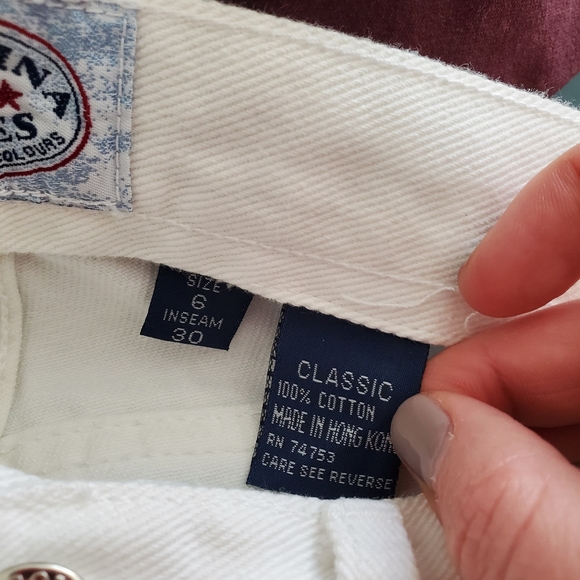 COLOURS
SIZE
6
INSEAM
30
CLASSIC
100% COTTON
MADE IN HONG KON
RN 74753
CARE SEE REVERSE